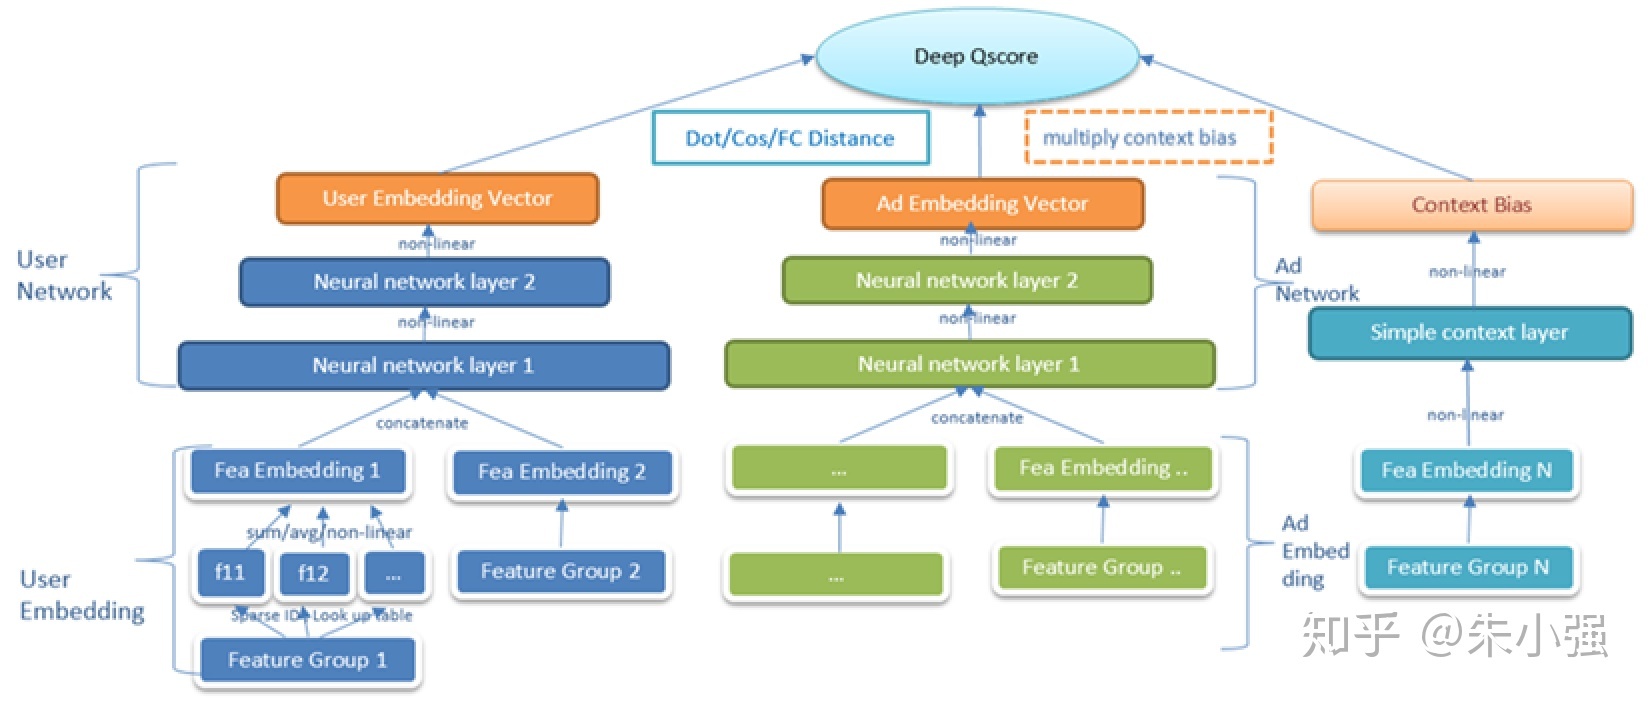 Deep Qscore
Dot/Cos/FC Distance
multiply context bias
User Embedding Vector
Ad Embedding Vector
Context Bias
non-linear
non-linear
User
Network
Neural network layer 2
Neural network layer 2
Ad
Network
non-linear
non-linear
non-linear
Simple context layer
Neural network layer 1
Neural network layer 1
concatenate
concatenate
non-linear
Fea Embedding 1
Fea Embedding 2
...
Fea Embedding ..
Fea Embedding N
sum/avg/non-linear
f11
f12
...
Feature Group 2
...
Feature Group ..
Ad
Embed
ding
Feature Group N
User
Embedding
Sparse ID Look up table
Feature Group 1
知乎 @朱小强